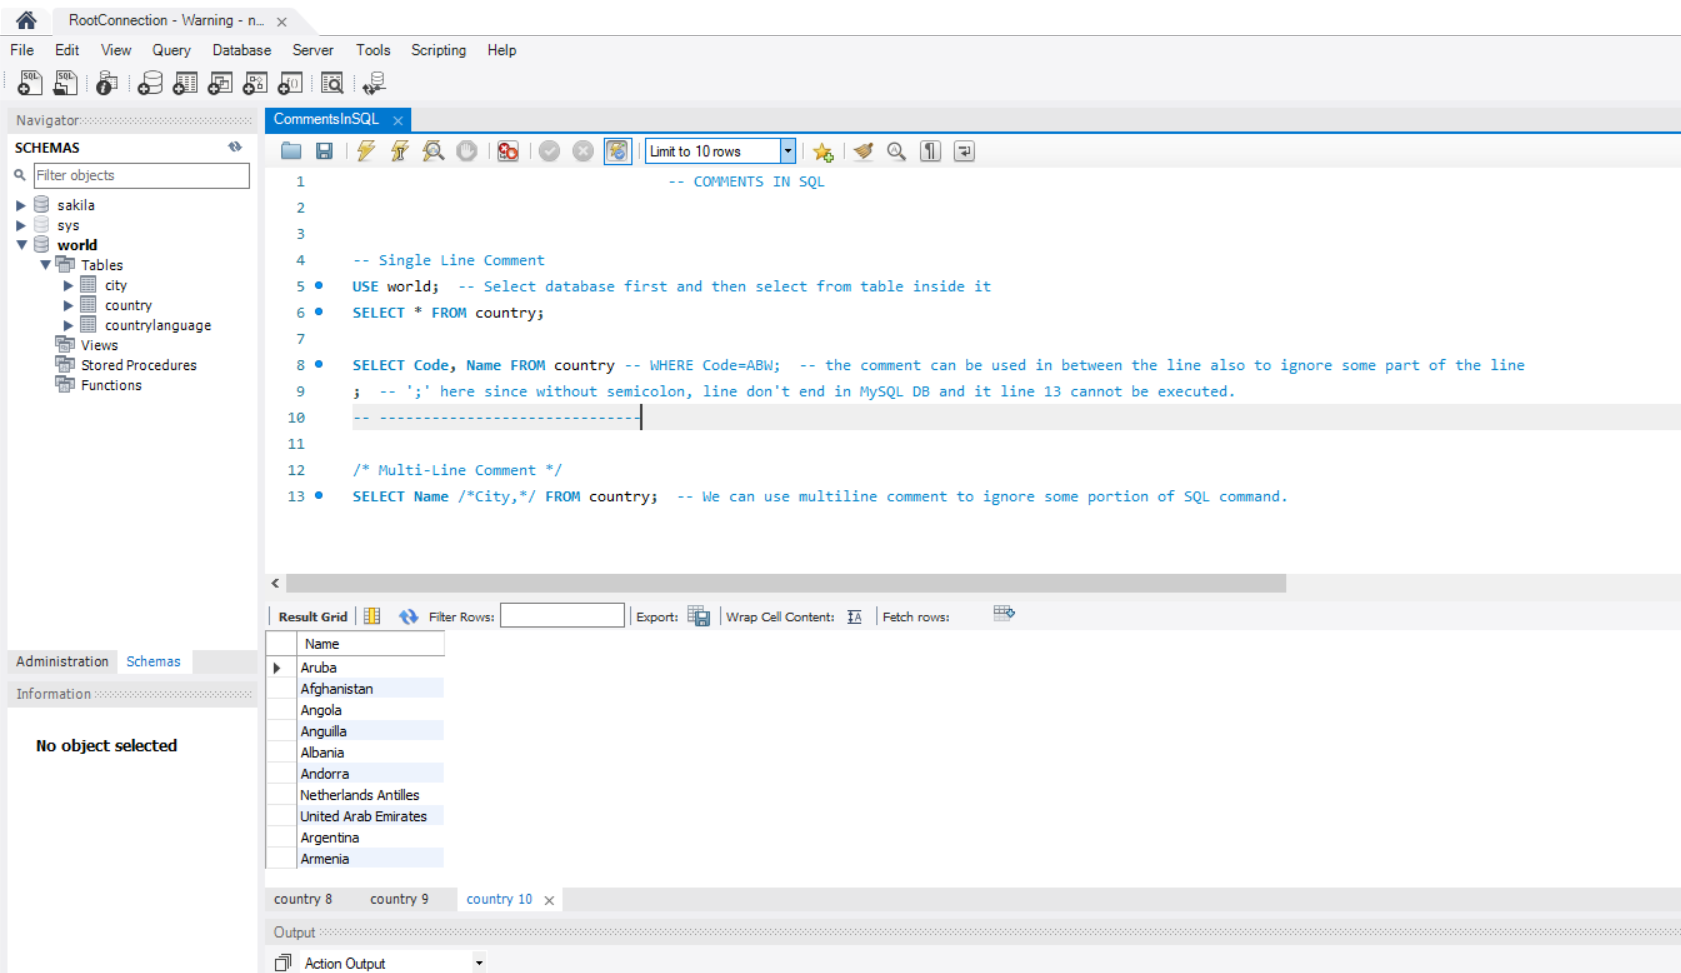 RootConnection - Warning - n...
File Edit View Query Database Server Tools Scripting Help
Navigator
SCHEMAS
Filter objects
sakila
sys
world
Tables
city
country
countrylanguage
Views
Stored Procedures
Functions
Administration Schemas
Information
No object selected
CommentsInSQL
Limit to 10 rows
1 -- COMMENTS IN SQL
2
3
4 -- Single Line Comment
5 USE world;  -- Select database first and then select from table inside it
6 SELECT * FROM country;
7
8 SELECT Code, Name FROM country -- WHERE Code=ABW;  -- the comment can be used in between the line also to ignore some part of the line
9 ;  -- ';' here since without semicolon, line don't end in MySQL DB and it line 13 cannot be executed.
10 -- ------------------------------
11
12 /* Multi-Line Comment */
13 SELECT Name /*City,*/ FROM country;  -- We can use multiline comment to ignore some portion of SQL command.
Result Grid Filter Rows: Export: Wrap Cell Content: Fetch rows:
Name
Aruba
Afghanistan
Angola
Anguilla
Albania
Andorra
Netherlands Antilles
United Arab Emirates
Argentina
Armenia
country 8 country 9 country 10
Output
Action Output